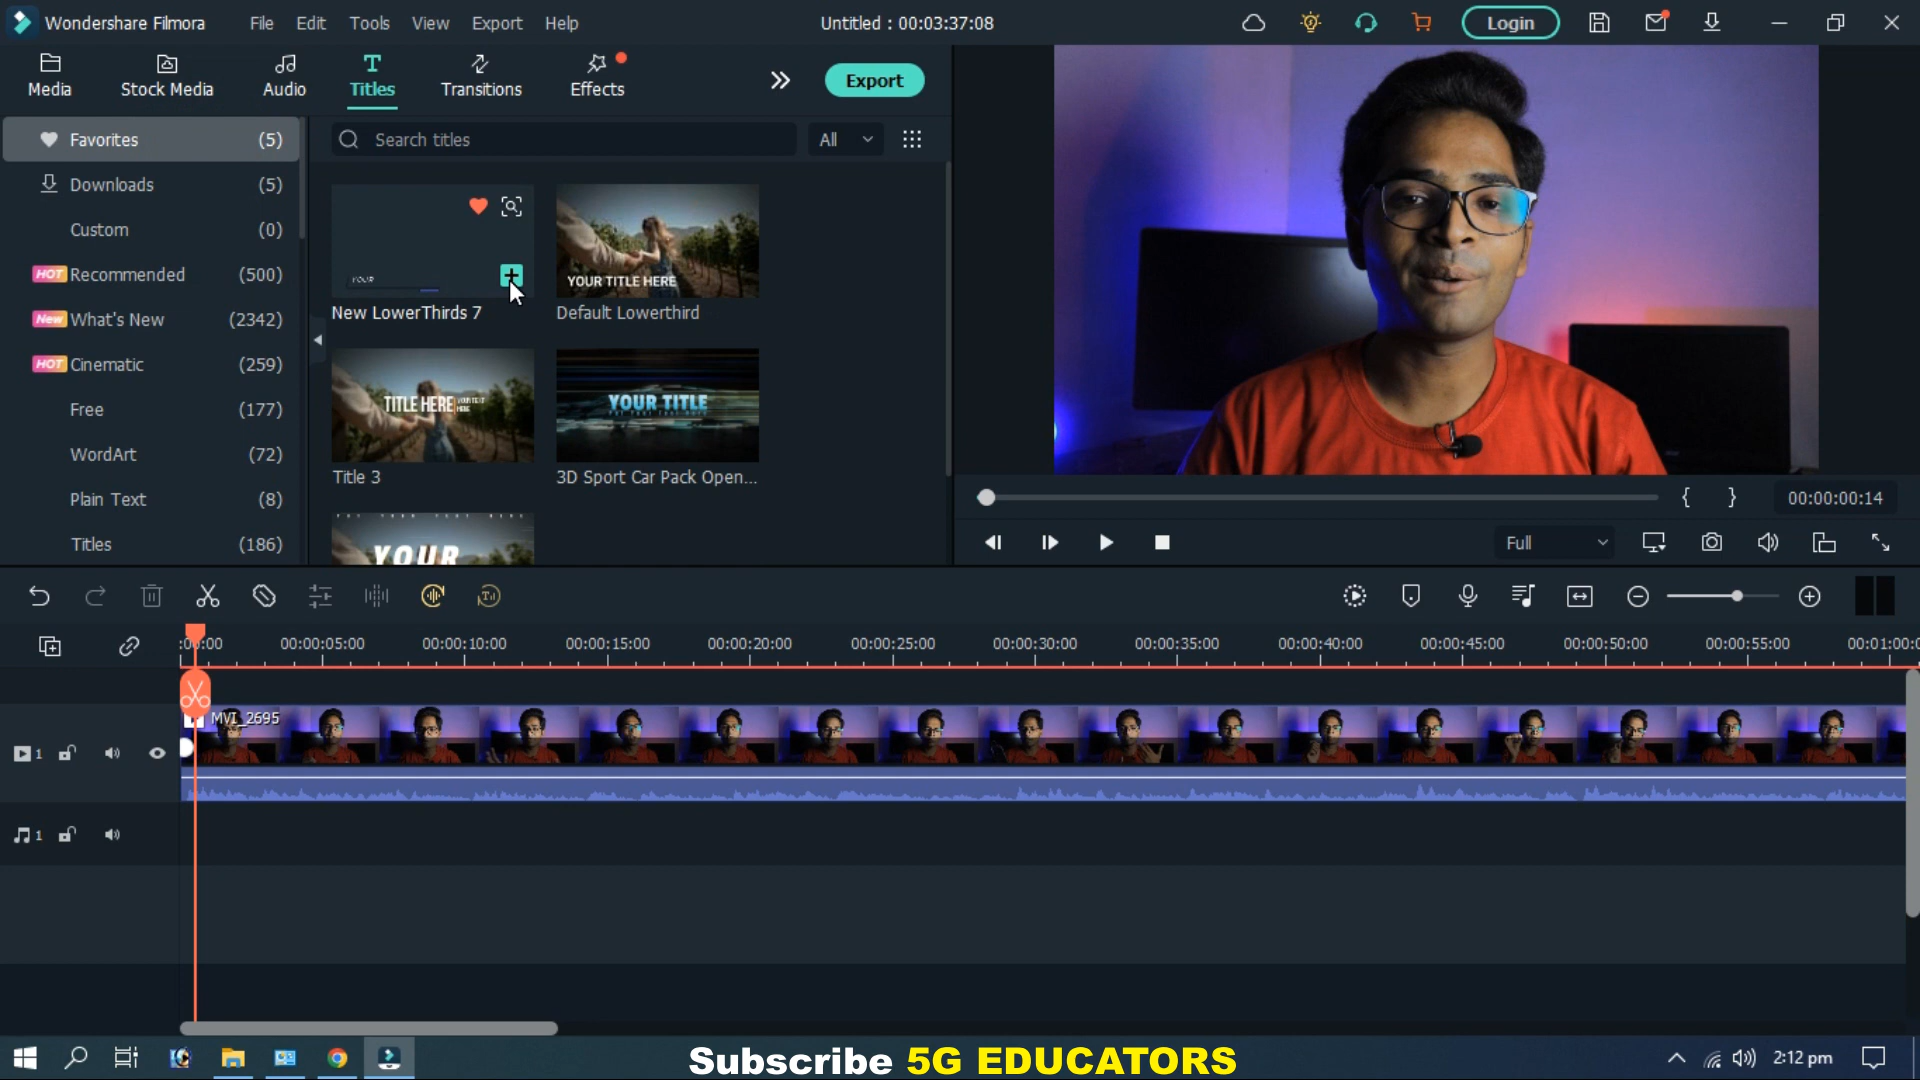 Wondershare Filmora File Edit Tools View Export Help Untitled : 00:03:37:08 Login
Media Stock Media Audio Titles Transitions Effects Export
Favorites (5)
Downloads (5)
Custom (0)
HOT Recommended (500)
New What's New (2342)
HOT Cinematic (259)
Free (177)
WordArt (72)
Plain Text (8)
Titles (186)
Search titles All
YOUR
New LowerThirds 7
YOUR TITLE HERE
Default Lowerthird
TITLE HERE YOUR TEXT HERE
Title 3
YOUR TITLE
3D Sport Car Pack Open...
YOUR
{ } 00:00:00:14
Full
:00:00 00:00:05:00 00:00:10:00 00:00:15:00 00:00:20:00 00:00:25:00 00:00:30:00 00:00:35:00 00:00:40:00 00:00:45:00 00:00:50:00 00:00:55:00 00:01:00:0
MVI_2695
1
1
Subscribe 5G EDUCATORS
2:12 pm